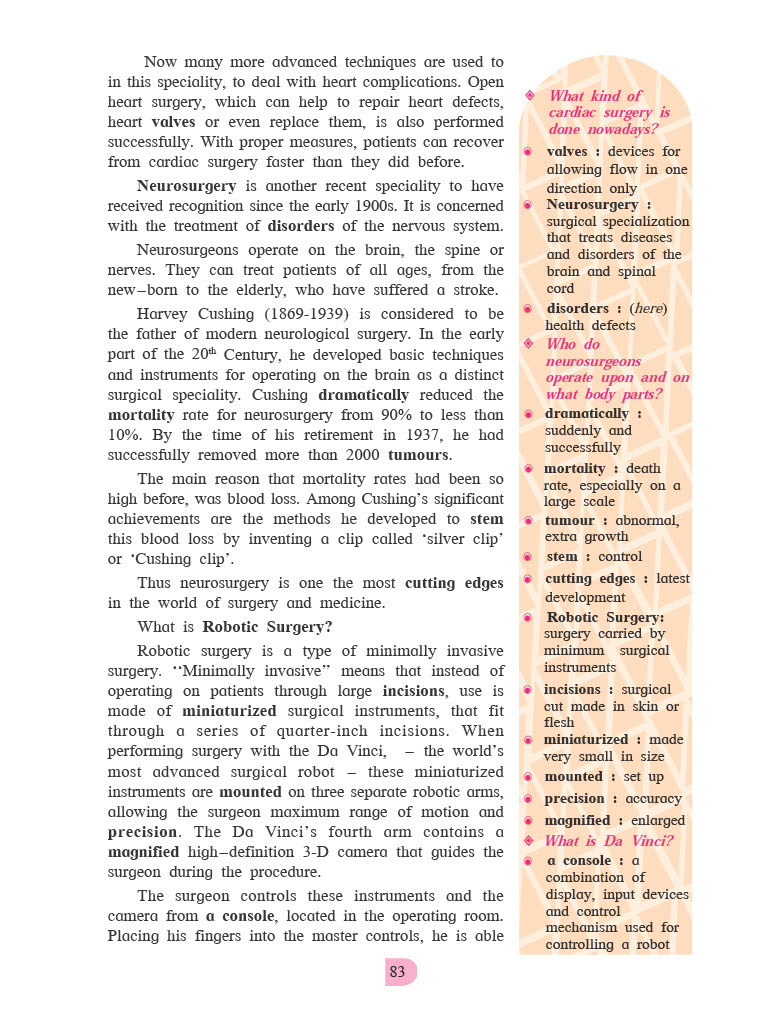 Now many more advanced techniques are used to
in this speciality, to deal with heart complications. Open
heart surgery, which can help to repair heart defects,
heart valves or even replace them, is also performed
successfully. With proper measures, patients can recover
from cardiac surgery faster than they did before.
Neurosurgery is another recent speciality to have
received recognition since the early 1900s. It is concerned
with the treatment of disorders of the nervous system.
Neurosurgeons operate on the brain, the spine or
nerves. They can treat patients of all ages, from the
new–born to the elderly, who have suffered a stroke.
Harvey Cushing (1869-1939) is considered to be
the father of modern neurological surgery. In the early
part of the 20th Century, he developed basic techniques
and instruments for operating on the brain as a distinct
surgical speciality. Cushing dramatically reduced the
mortality rate for neurosurgery from 90% to less than
10%. By the time of his retirement in 1937, he had
successfully removed more than 2000 tumours.
The main reason that mortality rates had been so
high before, was blood loss. Among Cushing's significant
achievements are the methods he developed to stem
this blood loss by inventing a clip called 'silver clip'
or 'Cushing clip'.
Thus neurosurgery is one the most cutting edges
in the world of surgery and medicine.
What is Robotic Surgery?
Robotic surgery is a type of minimally invasive
surgery. ''Minimally invasive'' means that instead of
operating on patients through large incisions, use is
made of miniaturized surgical instruments, that fit
through a series of quarter-inch incisions. When
performing surgery with the Da Vinci, – the world's
most advanced surgical robot – these miniaturized
instruments are mounted on three separate robotic arms,
allowing the surgeon maximum range of motion and
precision. The Da Vinci's fourth arm contains a
magnified high–definition 3-D camera that guides the
surgeon during the procedure.
The surgeon controls these instruments and the
camera from a console, located in the operating room.
Placing his fingers into the master controls, he is able
What kind of
cardiac surgery is
done nowadays?
valves : devices for
allowing flow in one
direction only
Neurosurgery :
surgical specialization
that treats diseases
and disorders of the
brain and spinal
cord
disorders : (here)
health defects
Who do
neurosurgeons
operate upon and on
what body parts?
dramatically :
suddenly and
successfully
mortality : death
rate, especially on a
large scale
tumour : abnormal,
extra growth
stem : control
cutting edges : latest
development
Robotic Surgery:
surgery carried by
minimum surgical
instruments
incisions : surgical
cut made in skin or
flesh
miniaturized : made
very small in size
mounted : set up
precision : accuracy
magnified : enlarged
What is Da Vinci?
a console : a
combination of
display, input devices
and control
mechanism used for
controlling a robot
83